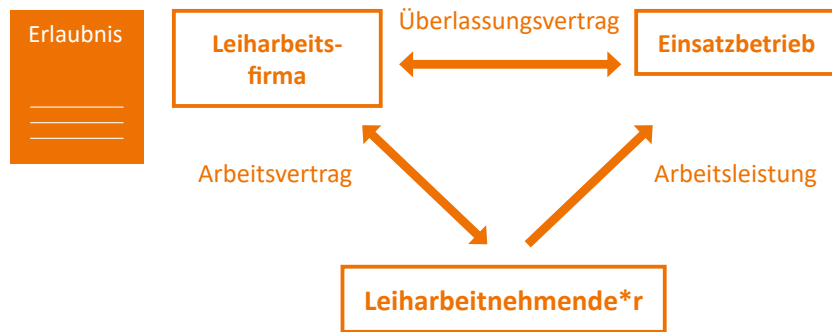 Erlaubnis
Leiharbeits-
firma
Überlassungsvertrag
Einsatzbetrieb
Arbeitsvertrag
Arbeitsleistung
Leiharbeitnehmende*r